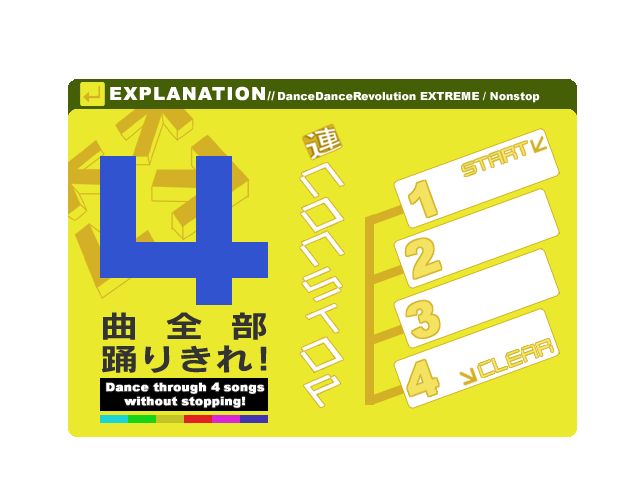 EXPLANATION// DanceDanceRevolution EXTREME / Nonstop
4
曲 全 部
踊りきれ!
Dance through 4 songs
without stopping!
連
NONSTOP
1 START
2
3
4 CLEAR